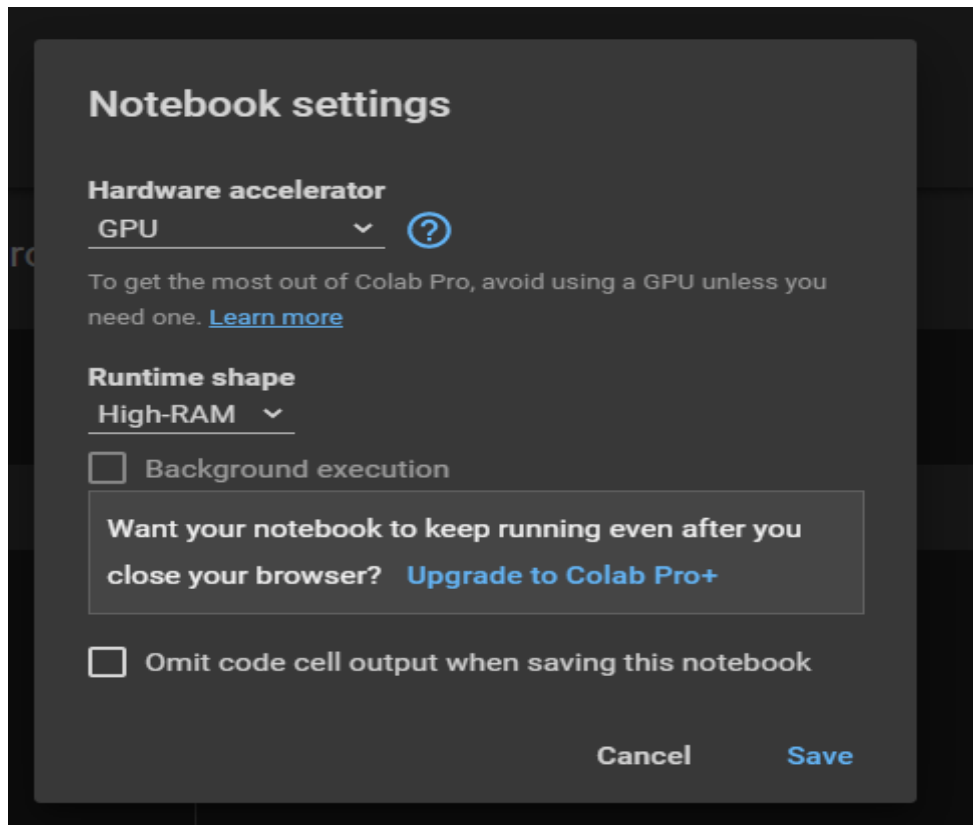 Notebook settings
Hardware accelerator
GPU
?
To get the most out of Colab Pro, avoid using a GPU unless you
need one. Learn more
Runtime shape
High-RAM
Background execution
Want your notebook to keep running even after you
close your browser? Upgrade to Colab Pro+
Omit code cell output when saving this notebook
Cancel Save